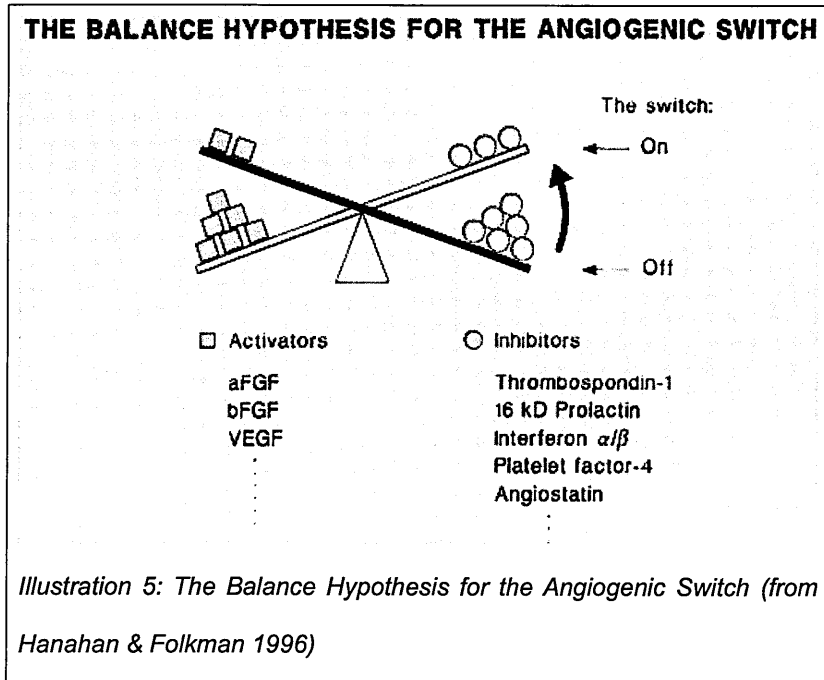 THE BALANCE HYPOTHESIS FOR THE ANGIOGENIC SWITCH
The switch:
On
Off
Activators
aFGF
bFGF
VEGF
Inhibitors
Thrombospondin-1
16 kD Prolactin
Interferon α/β
Platelet factor-4
Angiostatin
Illustration 5: The Balance Hypothesis for the Angiogenic Switch (from
Hanahan & Folkman 1996)